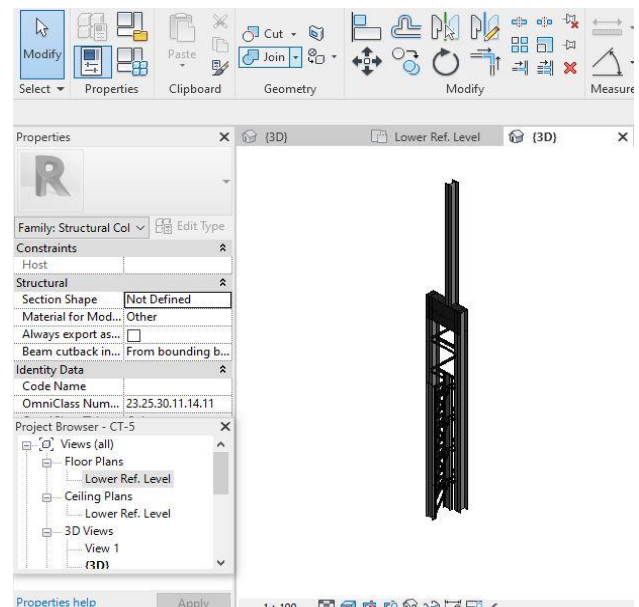 Cut
Modify
Paste
Join
Select
Properties
Clipboard
Geometry
Modify
Measure
Properties
{3D}
Lower Ref. Level
{3D}
R
Family: Structural Col
Edit Type
Constraints
Host
Structural
Section Shape Not Defined
Material for Mod... Other
Always export as...
Beam cutback in... From bounding b...
Identity Data
Code Name
OmniClass Num... 23.25.30.11.14.11
Project Browser - CT-5
Views (all)
Floor Plans
Lower Ref. Level
Ceiling Plans
Lower Ref. Level
3D Views
View 1
{3D}
Properties help
Apply
1 : 100